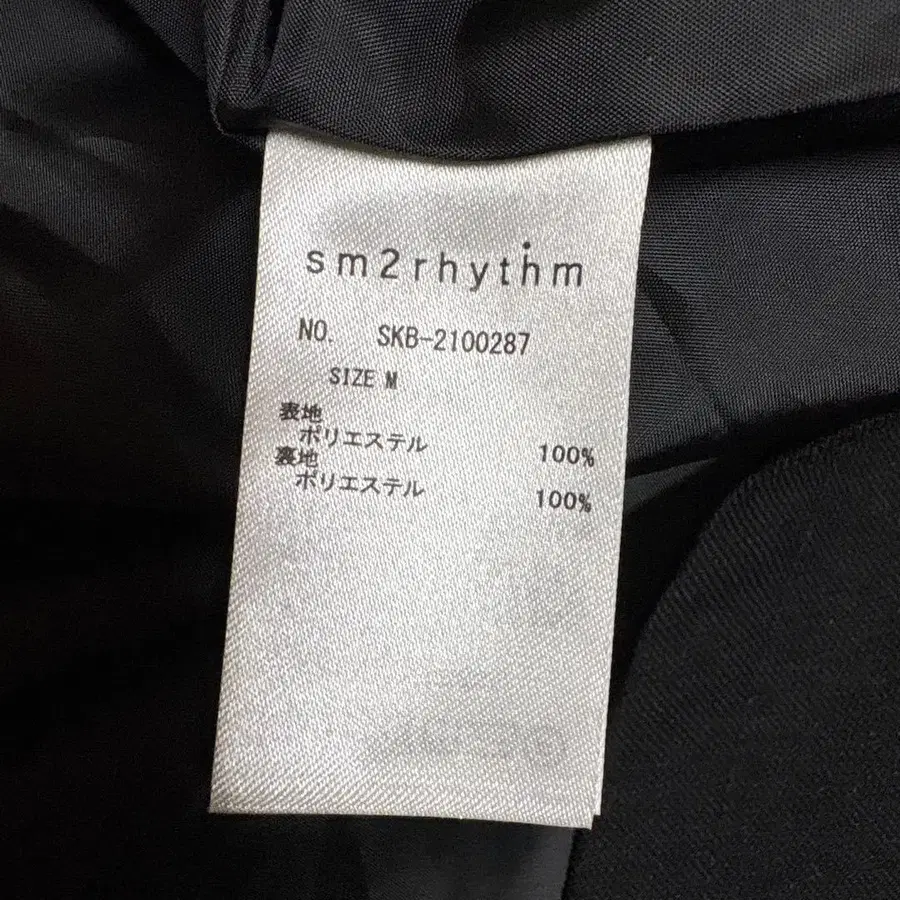 sm2rhythm
NO. SKB-2100287
SIZE M
表地
ポリエステル 100%
裏地
ポリエステル 100%